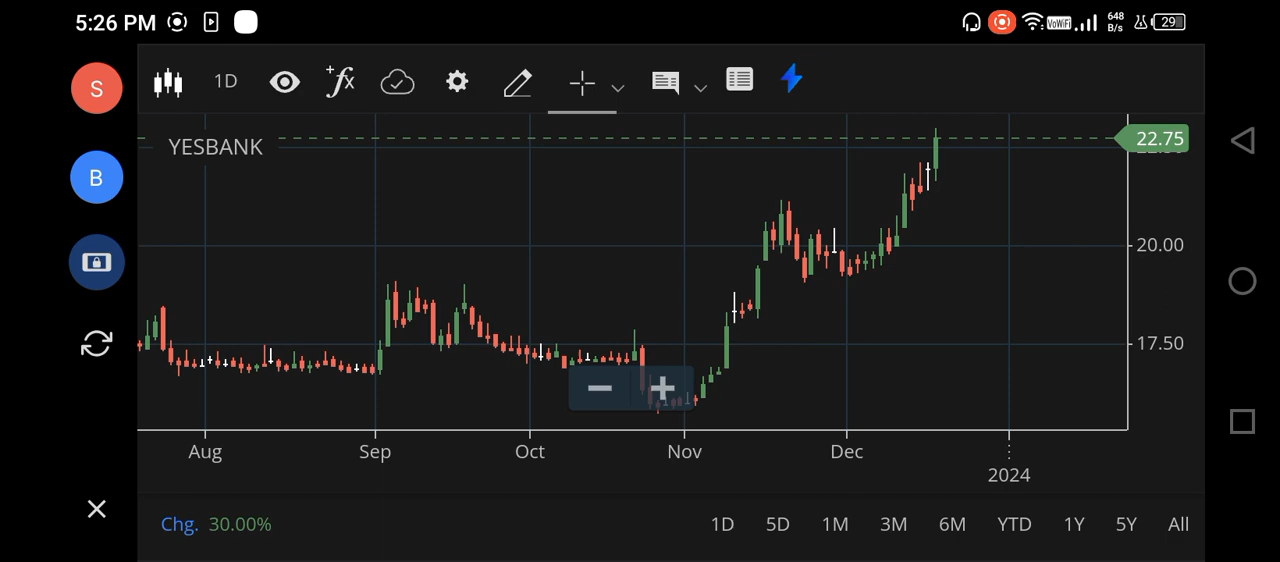 5:26 PM
VoWiFi
648
B/s
29
S
1D
fx
B
YESBANK
22.75
20.00
17.50
Aug Sep Oct Nov Dec
2024
Chg. 30.00%
1D 5D 1M 3M 6M YTD 1Y 5Y All